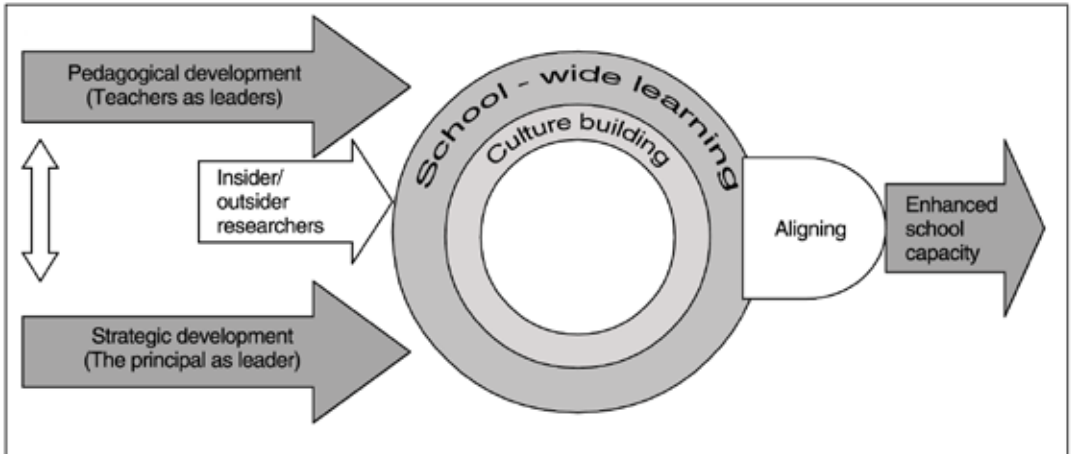 Pedagogical development
(Teachers as leaders)
Insider/
outsider
researchers
Strategic development
(The principal as leader)
School - wide learning
Culture building
Aligning
Enhanced
school
capacity